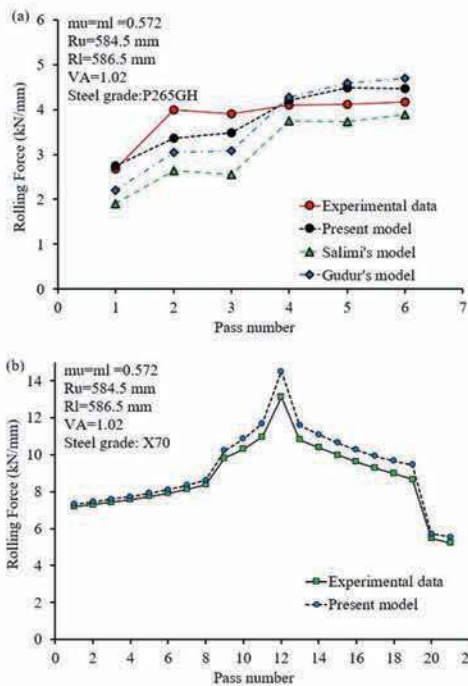 (a)
mu=ml =0.572
Ru=584.5 mm
Rl=586.5 mm
VA=1.02
Steel grade:P265GH
Rolling Force (kN/mm)
6
5
4
3
2
1
0
Experimental data
Present model
Salimi's model
Gudur's model
0 1 2 3 4 5 6 7
Pass number
(b)
mu=ml =0.572
Ru=584.5 mm
Rl=586.5 mm
VA=1.02
Steel grade: X70
Rolling Force (kN/mm)
14
12
10
8
6
4
2
0
Experimental data
Present model
0 2 4 6 8 10 12 14 16 18 20 2
Pass number